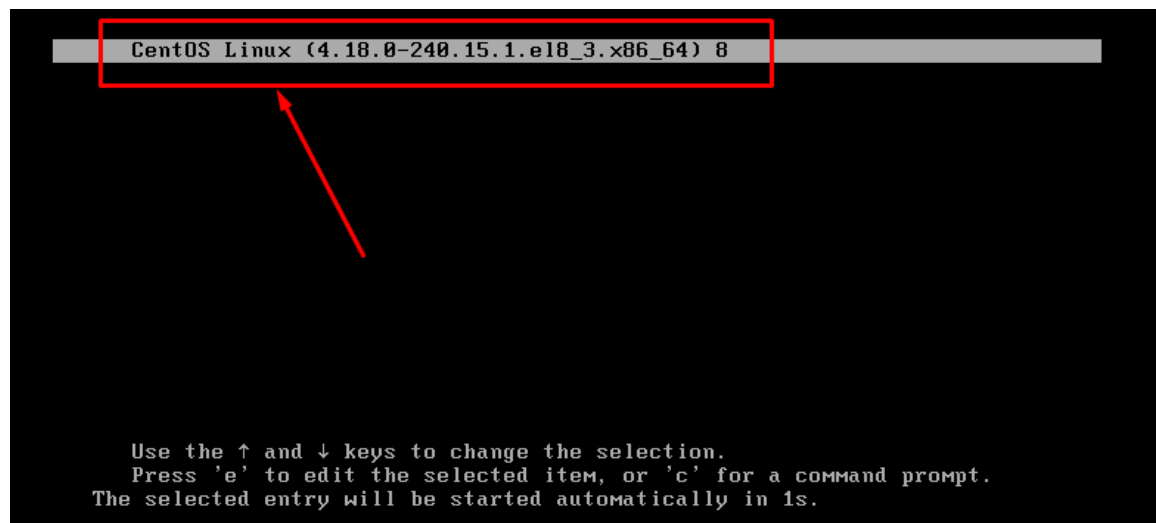 CentOS Linux (4.18.0-240.15.1.el8_3.x86_64) 8
Use the ↑ and ↓ keys to change the selection.
Press 'e' to edit the selected item, or 'c' for a command prompt.
The selected entry will be started automatically in 1s.